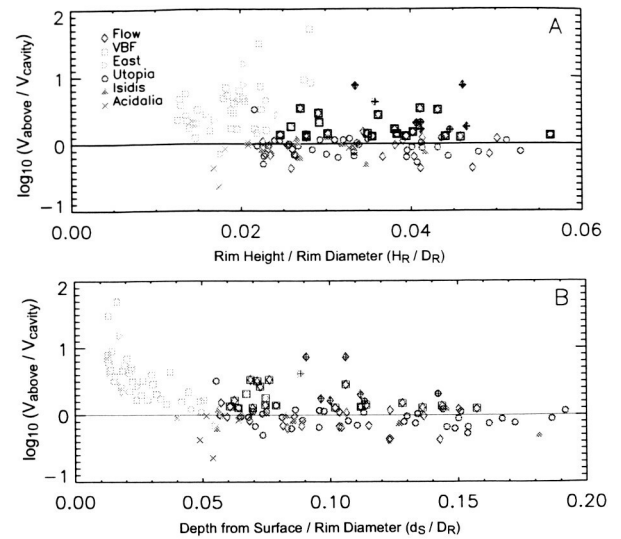 2
1
0
−1
log10 (Vabove / Vcavity)
A
Flow
VBF
East
Utopia
Isidis
Acidalia
0.00
0.02
0.04
0.06
Rim Height / Rim Diameter (HR / DR)
2
1
0
−1
log10 (Vabove / Vcavity)
B
0.00
0.05
0.10
0.15
0.20
Depth from Surface / Rim Diameter (dS / DR)